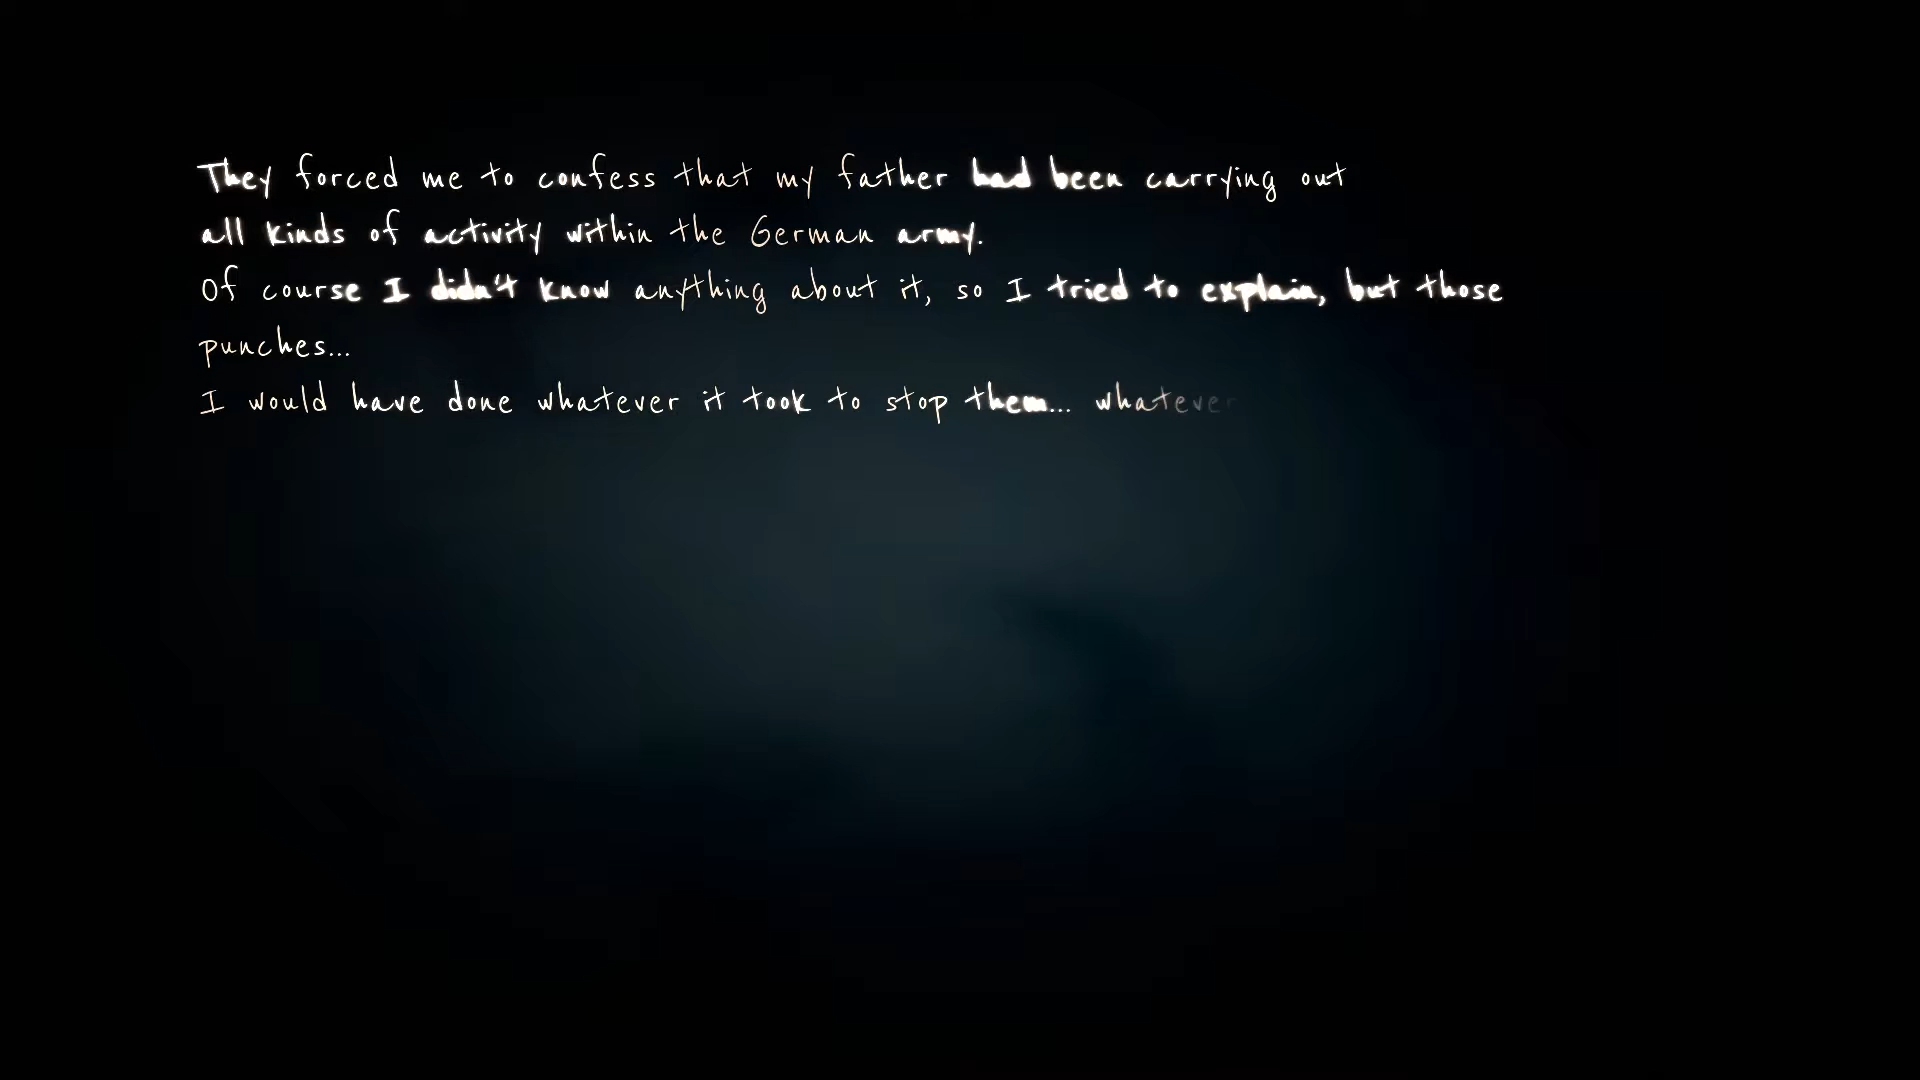 They forced me to confess that my father had been carrying out
all kinds of activity within the German army.
Of course I didn't know anything about it, so I tried to explain, but those
punches...
I would have done whatever it took to stop them... whatever